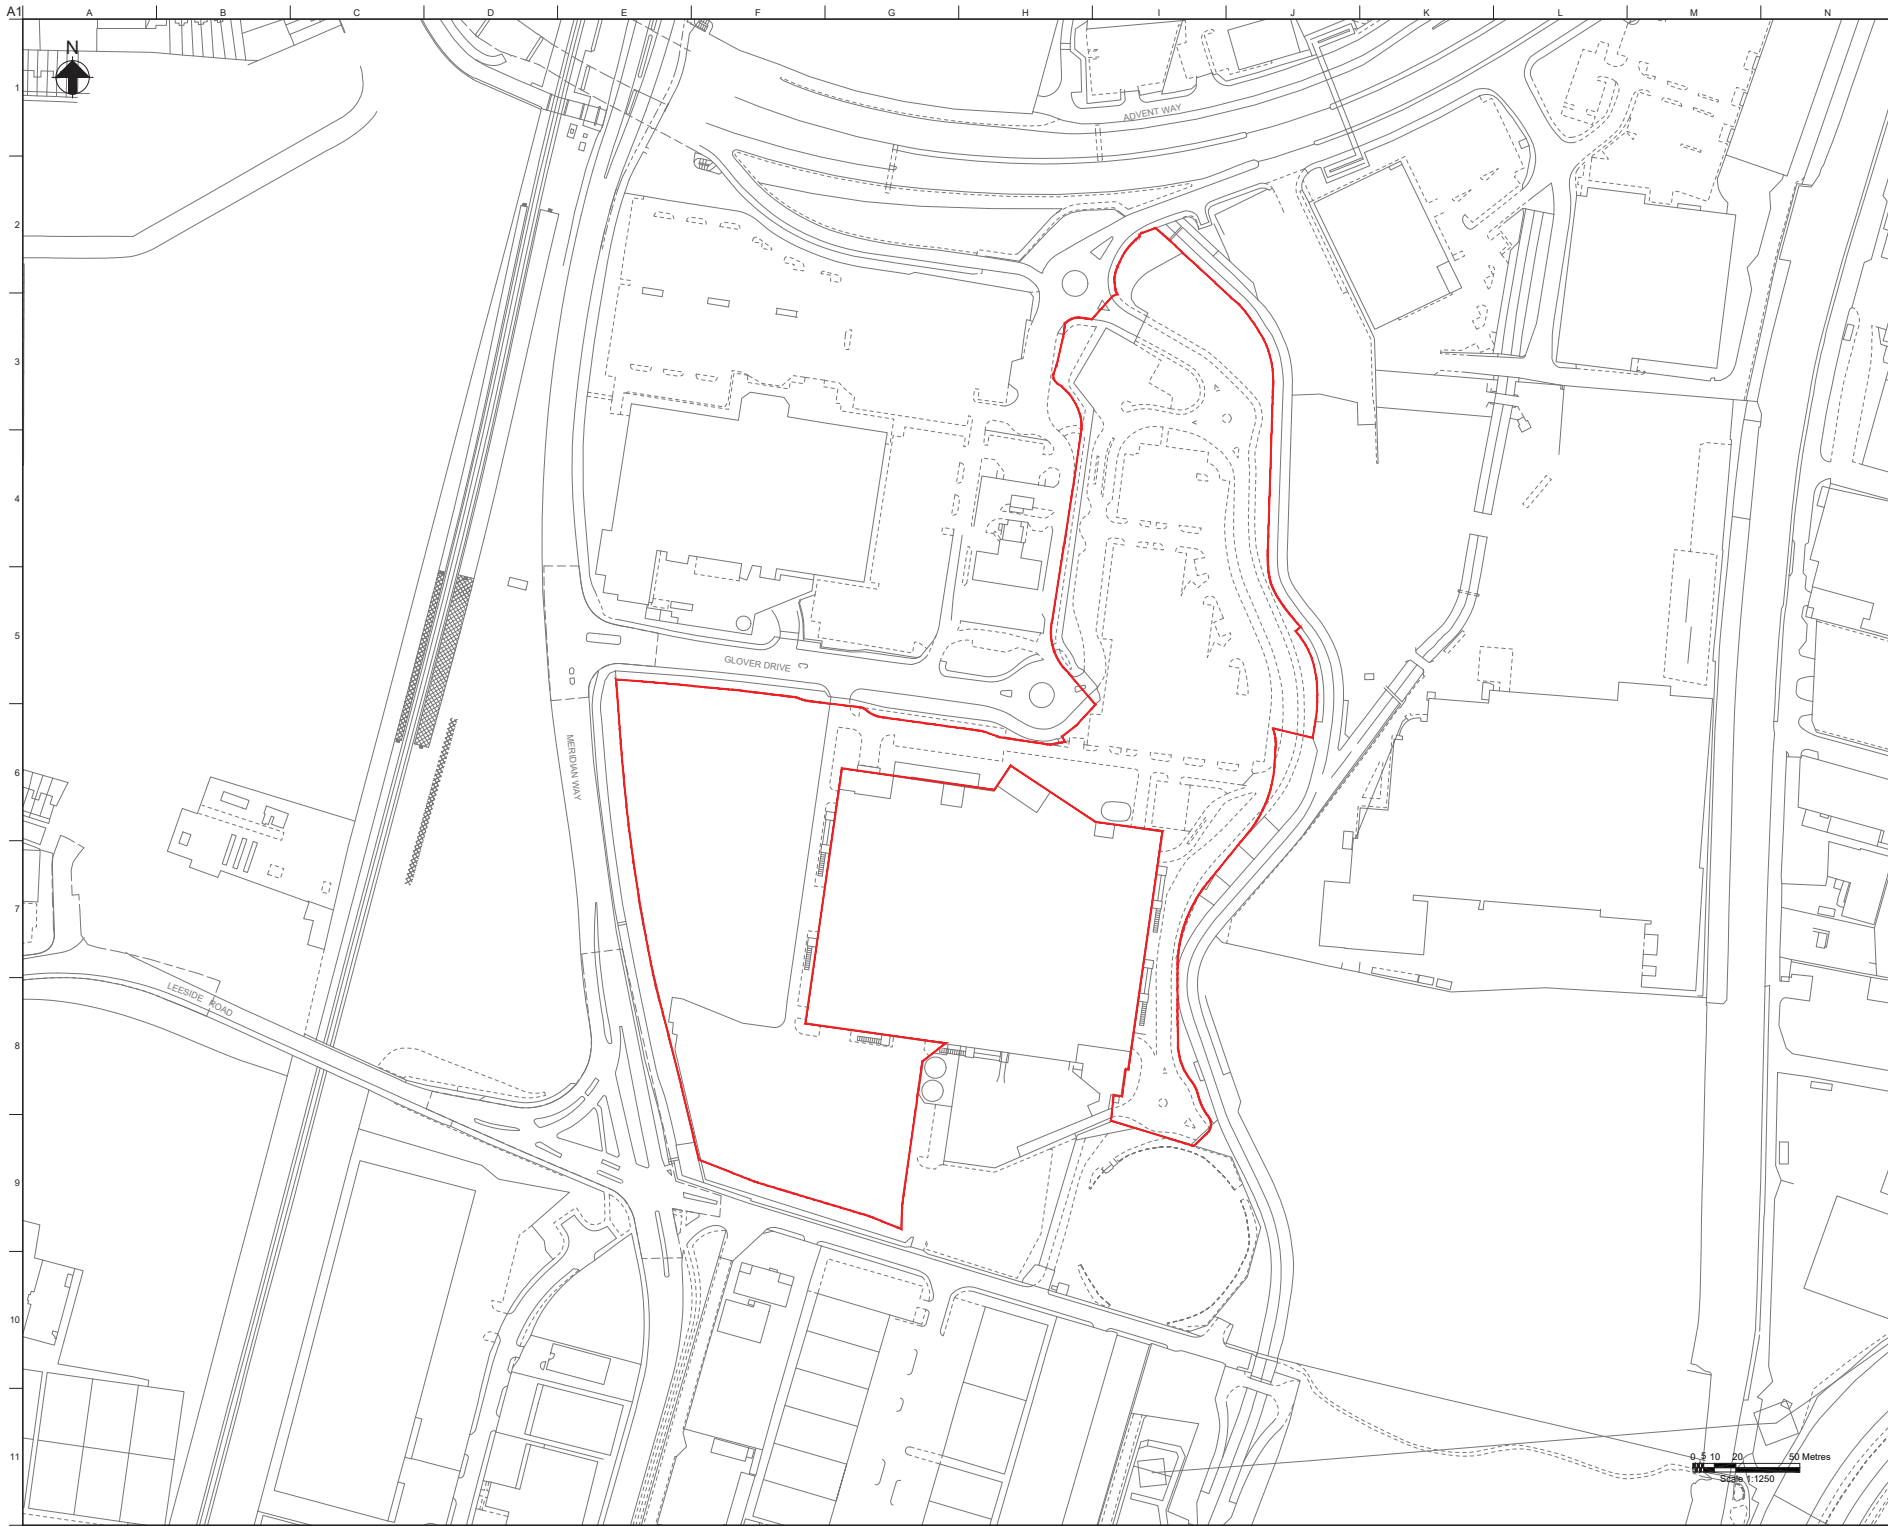 A1
A B C D E F G H I J K L M N
N
1
ADVENT WAY
2
3
4
5
GLOVER DRIVE
MERIDIAN WAY
6
7
LEESIDE ROAD
8
9
10
11
0 5 10 20 50 Metres
Scale 1:1250